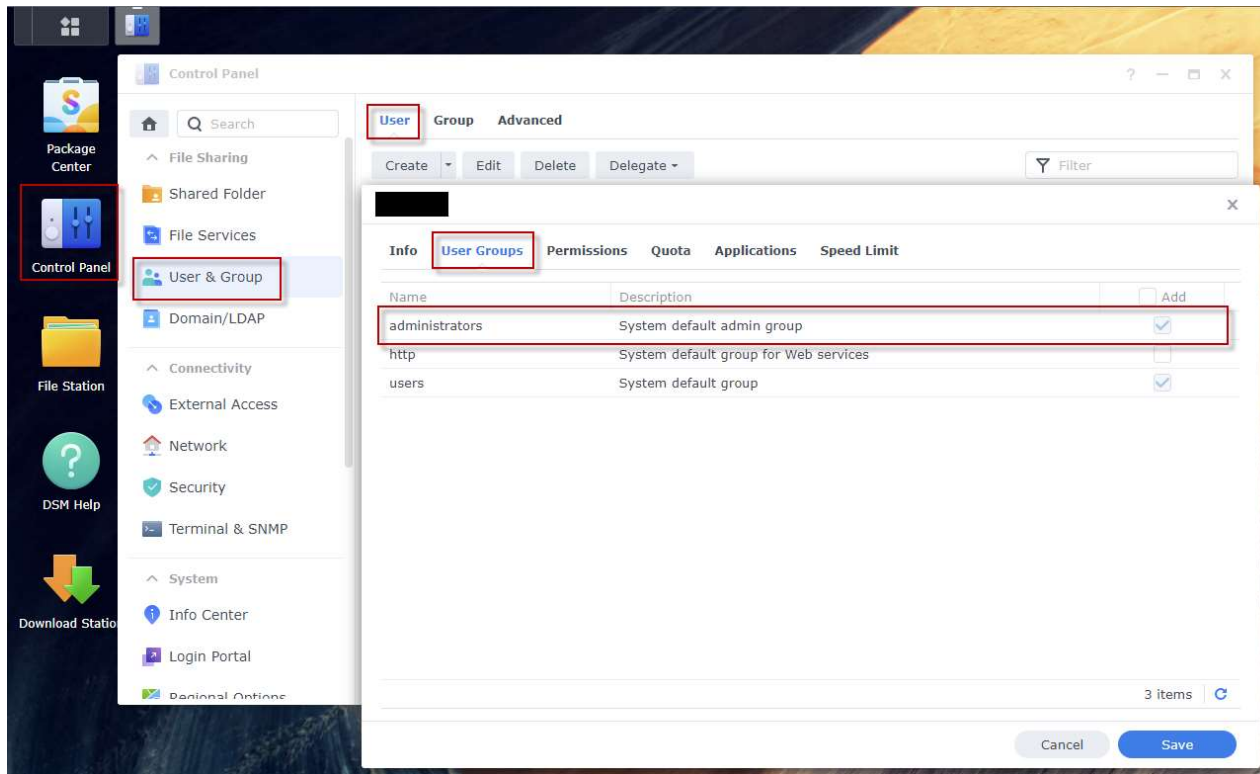 Control Panel
?
Search
User Group Advanced
Package
Center
File Sharing
Create Edit Delete Delegate
Filter
Shared Folder
File Services
Control Panel
User & Group
Info User Groups Permissions Quota Applications Speed Limit
Name Description Add
Domain/LDAP
administrators System default admin group
http System default group for Web services
users System default group
Connectivity
File Station
External Access
Network
Security
DSM Help
Terminal & SNMP
System
Info Center
Download Statio
Login Portal
Regional Options
3 items
Cancel Save